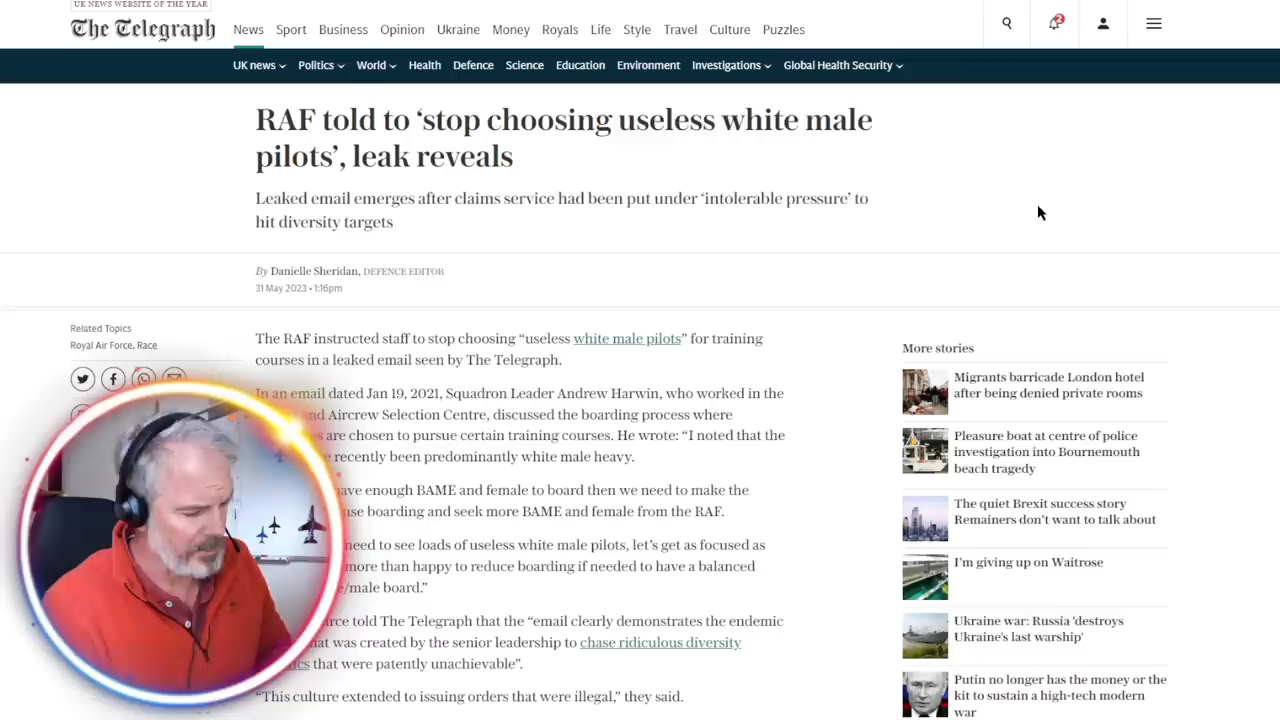 UK NEWS WEBSITE OF THE YEAR
The Telegraph
News Sport Business Opinion Ukraine Money Royals Life Style Travel Culture Puzzles
2
UK news Politics World Health Defence Science Education Environment Investigations Global Health Security
RAF told to ‘stop choosing useless white male
pilots’, leak reveals
Leaked email emerges after claims service had been put under ‘intolerable pressure’ to
hit diversity targets
By Danielle Sheridan, DEFENCE EDITOR
31 May 2023 • 1:16pm
Related Topics
Royal Air Force, Race
The RAF instructed staff to stop choosing “useless white male pilots” for training
courses in a leaked email seen by The Telegraph.
In an email dated Jan 19, 2021, Squadron Leader Andrew Harwin, who worked in the
and Aircrew Selection Centre, discussed the boarding process where
are chosen to pursue certain training courses. He wrote: “I noted that the
recently been predominantly white male heavy.
have enough BAME and female to board then we need to make the
boarding and seek more BAME and female from the RAF.
need to see loads of useless white male pilots, let’s get as focused as
more than happy to reduce boarding if needed to have a balanced
/male board.”
told The Telegraph that the “email clearly demonstrates the endemic
that was created by the senior leadership to chase ridiculous diversity
that were patently unachievable”.
“This culture extended to issuing orders that were illegal,” they said.
More stories
Migrants barricade London hotel
after being denied private rooms
Pleasure boat at centre of police
investigation into Bournemouth
beach tragedy
The quiet Brexit success story
Remainers don’t want to talk about
I’m giving up on Waitrose
Ukraine war: Russia ‘destroys
Ukraine’s last warship’
Putin no longer has the money or the
kit to sustain a high-tech modern
war